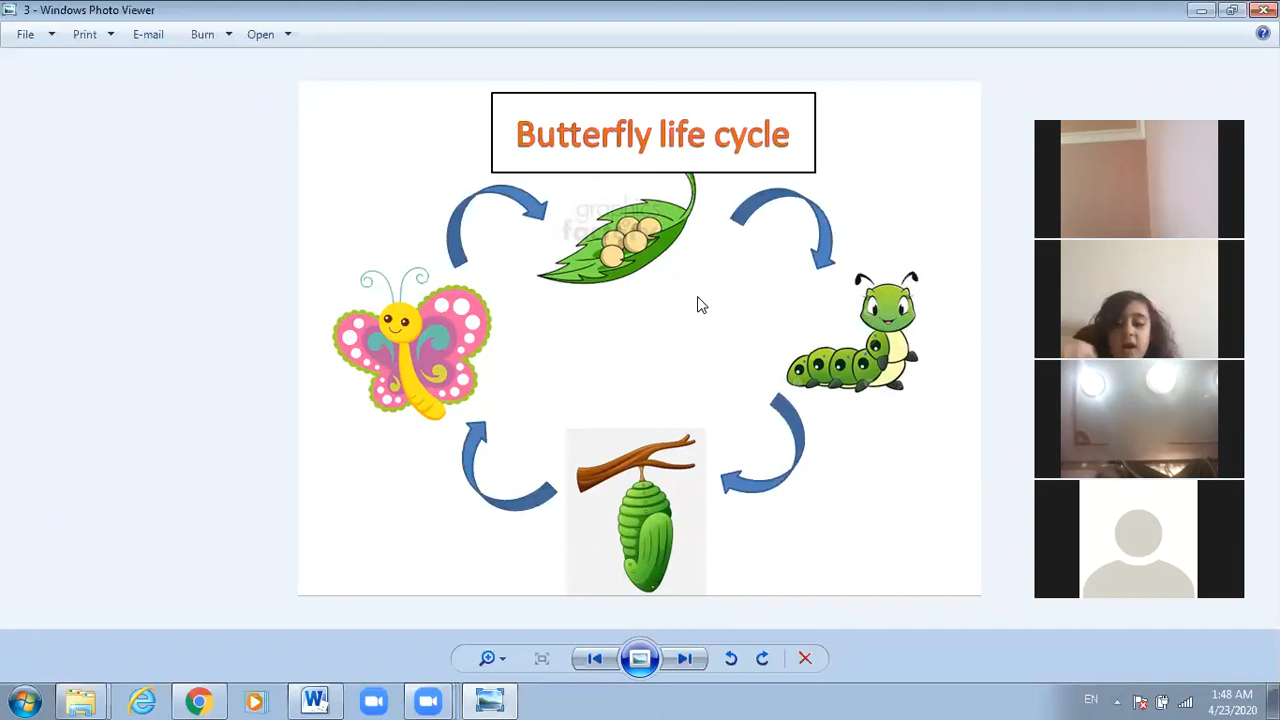 3 - Windows Photo Viewer
File Print E-mail Burn Open
Butterfly life cycle
graphics
EN
1:48 AM
4/23/2020